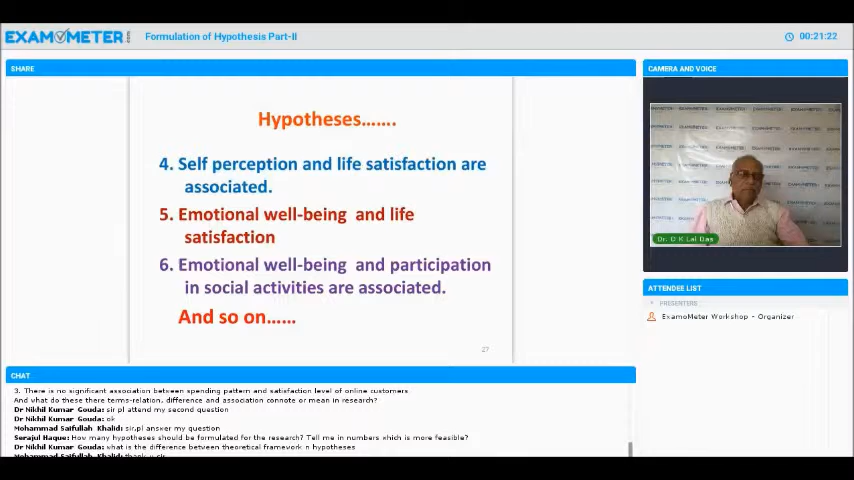 EXAMOMETER.com
Formulation of Hypothesis Part-II
00:21:22
SHARE
Hypotheses.......
4. Self perception and life satisfaction are
associated.
5. Emotional well-being and life
satisfaction
6. Emotional well-being and participation
in social activities are associated.
And so on......
27
CAMERA AND VOICE
Dr. D K Lal Das
ATTENDEE LIST
PRESENTERS
ExamoMeter Workshop - Organizer
CHAT
3. There is no significant association between spending pattern and satisfaction level of online customers
And what do these there terms-relation, difference and association connote or mean in research?
Dr Nikhil Kumar Gouda: sir pl attend my second question
Dr Nikhil Kumar Gouda: ok
Mohammad Saifullah Khalid: sir,pl answer my question
Serajul Haque: How many hypotheses should be formulated for the research? Tell me in numbers which is more feasible?
Dr Nikhil Kumar Gouda: what is the difference between theoretical framework n hypotheses
Mohammad Saifullah Khalid: thank u sir